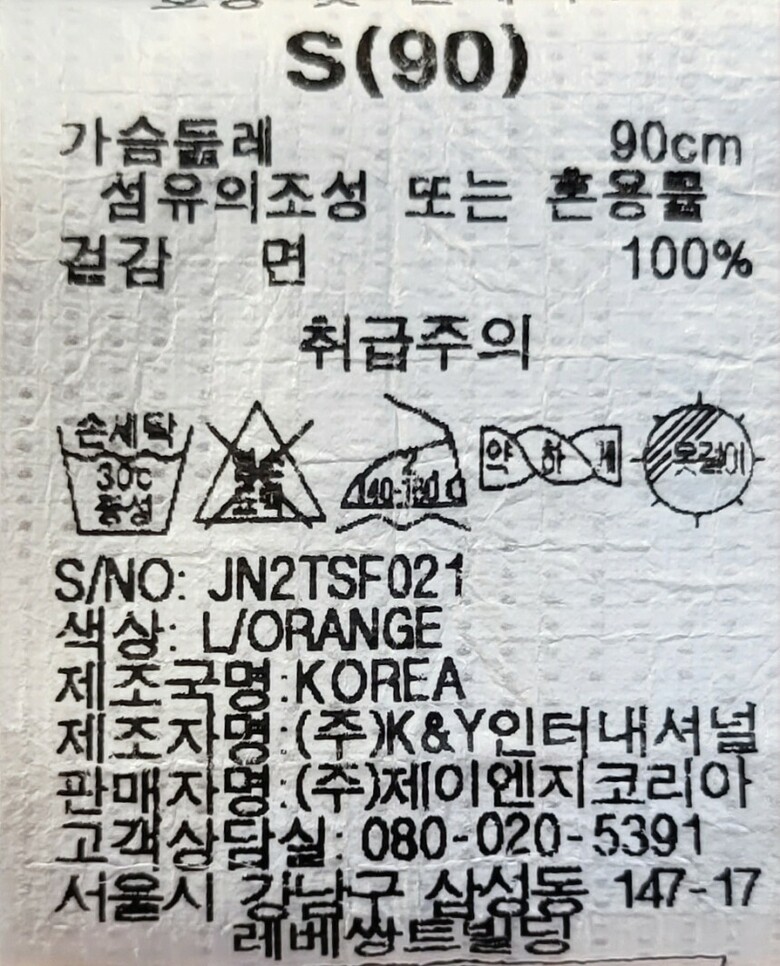 S(90)
가슴둘레 90cm
섬유의조성 또는 혼용률
겉감 면 100%
취급주의
손세탁
30c
중성
140-160
약하게
옷걸이
S/NO: JN2TSF021
색상: L/ORANGE
제조국명:KOREA
제조자명:(주)K&Y인터내셔널
판매자명:(주)제이엔지코리아
고객상담실: 080-020-5391
서울시 강남구 삼성동 147-17
레베쌍트빌딩